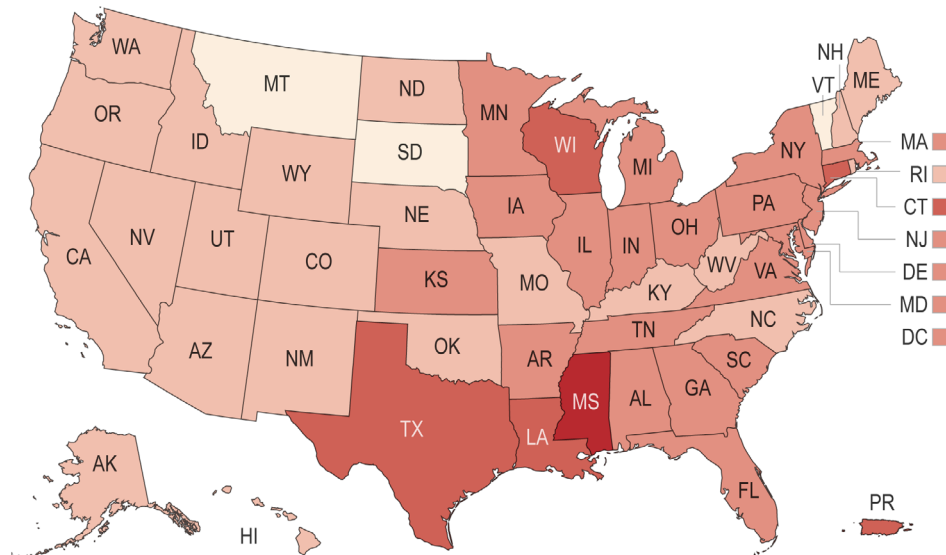 WA
MT
ND
MN
NH
VT
ME
OR
ID
SD
WI
MI
NY
MA
WY
RI
IA
PA
CT
NE
NV
UT
IL
IN
OH
NJ
CA
CO
WV
VA
DE
KS
MO
KY
MD
NC
TN
DC
AZ
NM
OK
AR
SC
MS
AL
GA
TX
LA
AK
FL
PR
HI